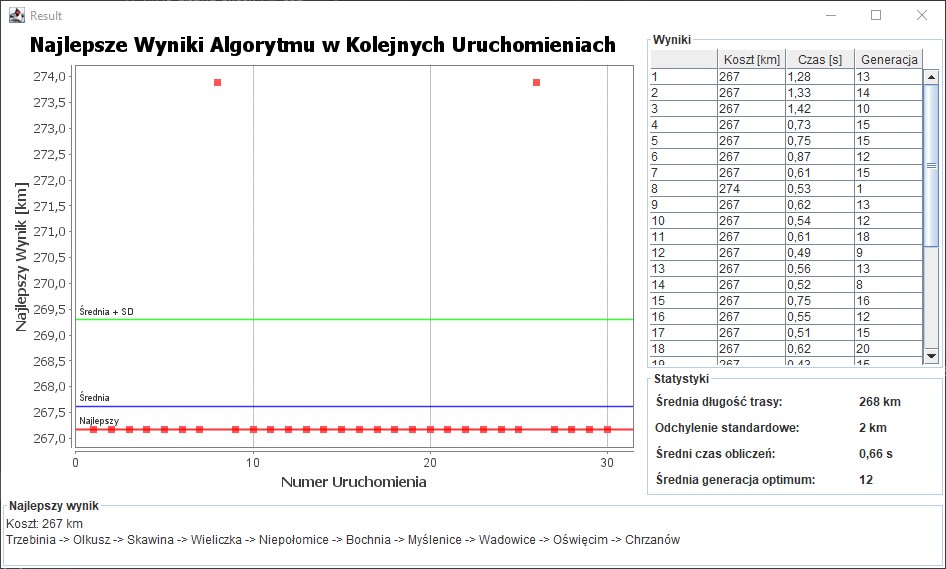 Result
Najlepsze Wyniki Algorytmu w Kolejnych Uruchomieniach
274,0
273,5
273,0
272,5
272,0
271,5
271,0
270,5
270,0
269,5
269,0
268,5
268,0
267,5
267,0
Najlepszy Wynik [km]
Średnia + SD
Średnia
Najlepszy
0 10 20 30
Numer Uruchomienia
Wyniki
Koszt [km] Czas [s] Generacja
1 267 1,28 13
2 267 1,33 14
3 267 1,42 10
4 267 0,73 15
5 267 0,75 15
6 267 0,87 12
7 267 0,61 15
8 274 0,53 1
9 267 0,62 13
10 267 0,54 12
11 267 0,61 18
12 267 0,49 9
13 267 0,56 13
14 267 0,52 8
15 267 0,75 16
16 267 0,55 12
17 267 0,51 15
18 267 0,62 20
19 267 0,43 15
Statystyki
Średnia długość trasy: 268 km
Odchylenie standardowe: 2 km
Średni czas obliczeń: 0,66 s
Średnia generacja optimum: 12
Najlepszy wynik
Koszt: 267 km
Trzebinia -> Olkusz -> Skawina -> Wieliczka -> Niepołomice -> Bochnia -> Myślenice -> Wadowice -> Oświęcim -> Chrzanów